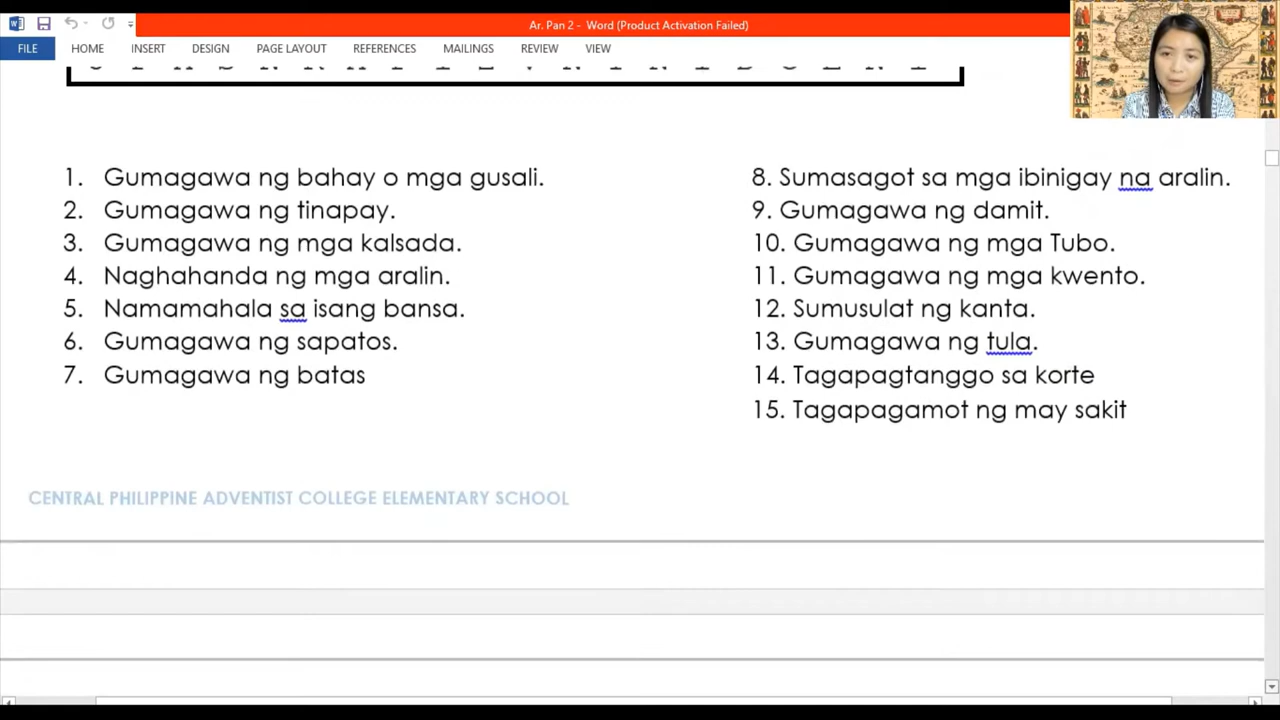 Ar. Pan 2 - Word (Product Activation Failed)
FILE HOME INSERT DESIGN PAGE LAYOUT REFERENCES MAILINGS REVIEW VIEW
1. Gumagawa ng bahay o mga gusali.
2. Gumagawa ng tinapay.
3. Gumagawa ng mga kalsada.
4. Naghahanda ng mga aralin.
5. Namamahala sa isang bansa.
6. Gumagawa ng sapatos.
7. Gumagawa ng batas
8. Sumasagot sa mga ibinigay na aralin.
9. Gumagawa ng damit.
10. Gumagawa ng mga Tubo.
11. Gumagawa ng mga kwento.
12. Sumusulat ng kanta.
13. Gumagawa ng tula.
14. Tagapagtanggo sa korte
15. Tagapagamot ng may sakit
CENTRAL PHILIPPINE ADVENTIST COLLEGE ELEMENTARY SCHOOL